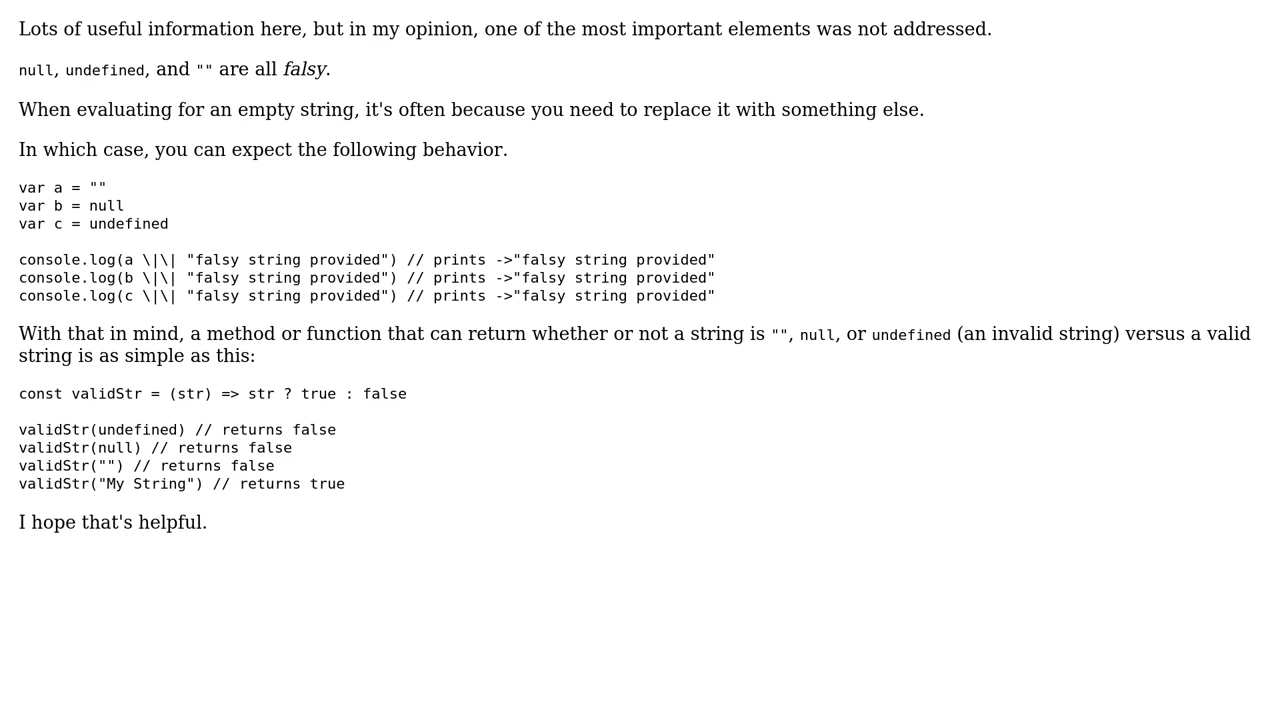 Lots of useful information here, but in my opinion, one of the most important elements was not addressed.
null, undefined, and "" are all falsy.
When evaluating for an empty string, it's often because you need to replace it with something else.
In which case, you can expect the following behavior.
var a = ""
var b = null
var c = undefined
console.log(a \|\| "falsy string provided") // prints ->"falsy string provided"
console.log(b \|\| "falsy string provided") // prints ->"falsy string provided"
console.log(c \|\| "falsy string provided") // prints ->"falsy string provided"
With that in mind, a method or function that can return whether or not a string is "", null, or undefined (an invalid string) versus a valid
string is as simple as this:
const validStr = (str) => str ? true : false
validStr(undefined) // returns false
validStr(null) // returns false
validStr("") // returns false
validStr("My String") // returns true
I hope that's helpful.